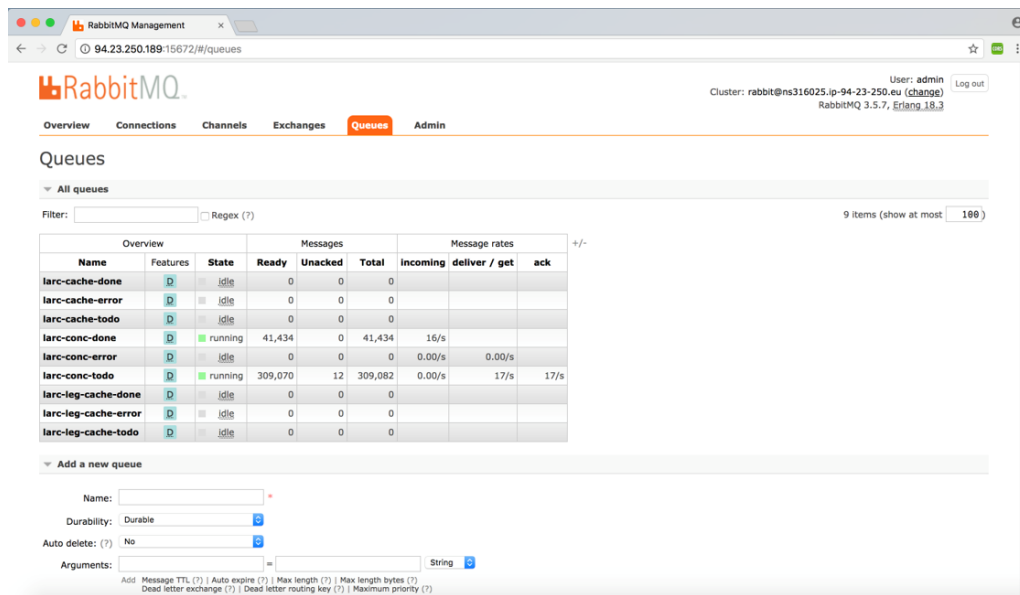 RabbitMQ Management
94.23.250.189:15672/#/queues
RabbitMQ
User: admin
Log out
Cluster: rabbit@ns316025.ip-94-23-250.eu (change)
RabbitMQ 3.5.7, Erlang 18.3
Overview Connections Channels Exchanges Queues Admin
Queues
All queues
Filter: Regex (?) 9 items (show at most 100)
Overview Messages Message rates +/-
Name Features State Ready Unacked Total incoming deliver / get ack
larc-cache-done D idle 0 0 0
larc-cache-error D idle 0 0 0
larc-cache-todo D idle 0 0 0
larc-conc-done D running 41,434 0 41,434 16/s
larc-conc-error D idle 0 0 0 0.00/s 0.00/s
larc-conc-todo D running 309,070 12 309,082 0.00/s 17/s 17/s
larc-leg-cache-done D idle 0 0 0
larc-leg-cache-error D idle 0 0 0
larc-leg-cache-todo D idle 0 0 0
Add a new queue
Name: *
Durability: Durable
Auto delete: (?) No
Arguments: = String
Add Message TTL (?) | Auto expire (?) | Max length (?) | Max length bytes (?)
Dead letter exchange (?) | Dead letter routing key (?) | Maximum priority (?)